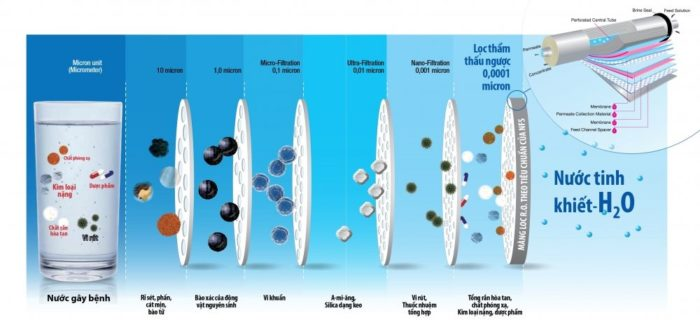 Brine Seal
Feed Solution
Perforated Central Tube
Permeate
Concentrate
Membrane
Permeate Collection Material
Membrane
Feed Channel Spacer
Micron unit
(Micrometer)
10 micron
1,0 micron
Micro-Filtration
0,1 micron
Ultra-Filtration
0,01 micron
Nano-Filtration
0,001 micron
Lọc thẩm
thấu ngược
0,0001
micron
Chất phóng xạ
Kim loại
nặng
Dược phẩm
Chất rắn
hòa tan
Vi rút
MÀNG LỌC R.O. THEO TIÊU CHUẨN CỦA NFS
Nước tinh
khiết-H₂O
Nước gây bệnh
Rỉ sét, phấn,
cát mịn,
bào tử
Bào xác của động
vật nguyên sinh
Vi khuẩn
A-mi-ăng,
Silica dạng keo
Vi rút,
Thuốc nhuộm
tổng hợp
Tổng rắn hòa tan,
chất phóng xạ,
Kim loại nặng, dược phẩm